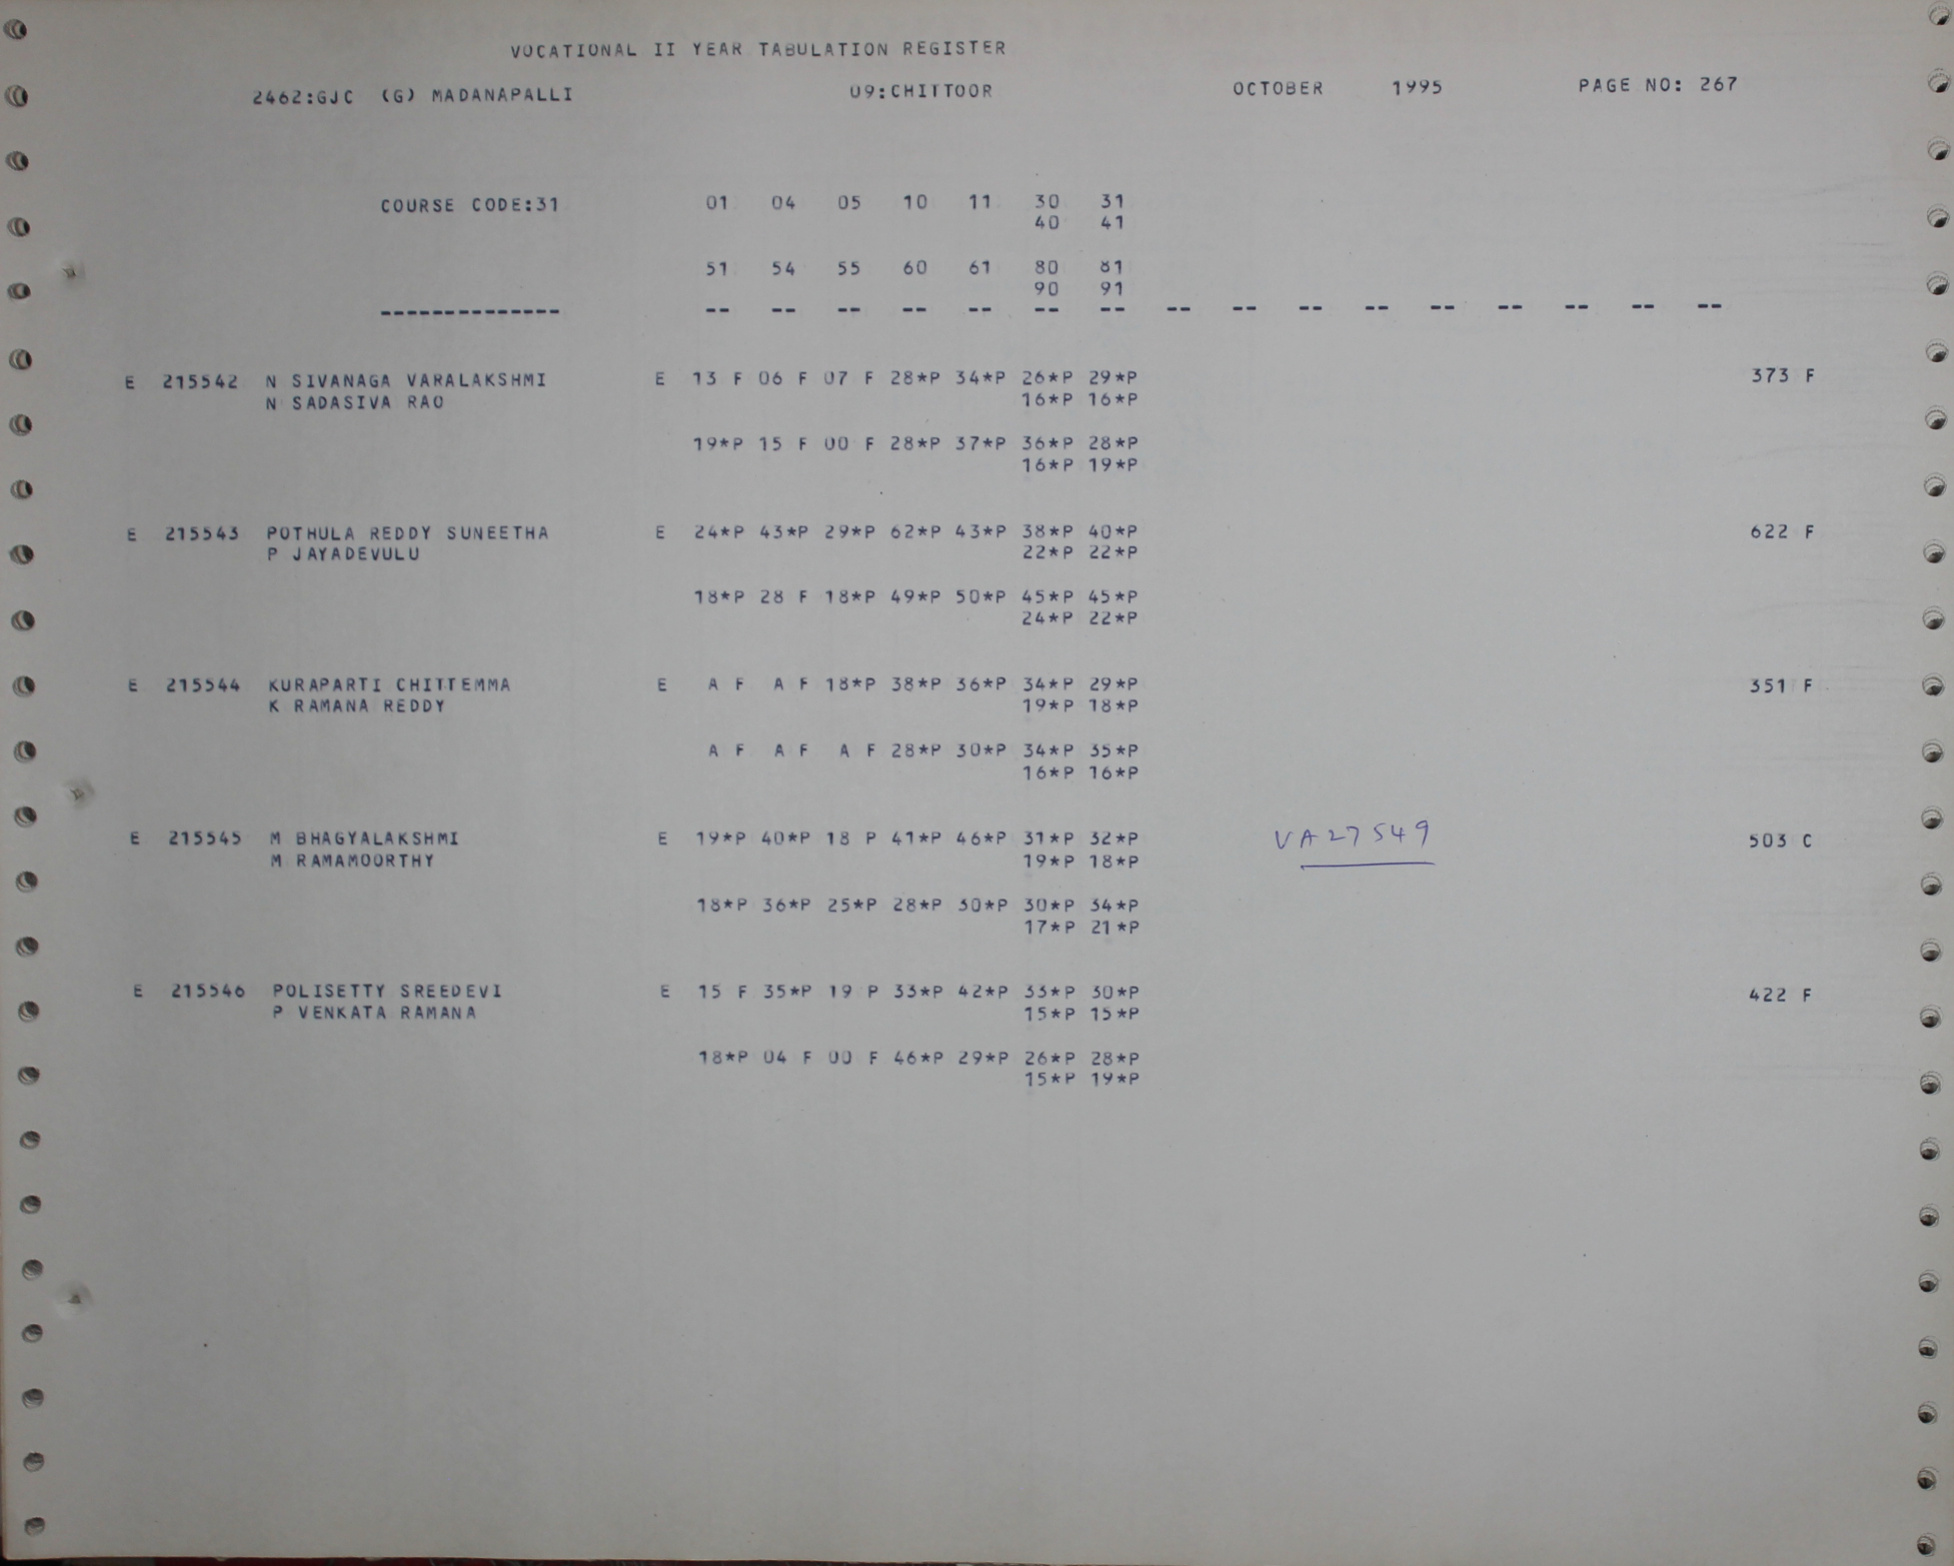 VOCATIONAL II YEAR TABULATION REGISTER
2462:GJC (G) MADANAPALLI 09:CHITTOOR OCTOBER 1995 PAGE NO: 267
COURSE CODE:31 01 04 05 10 11 30 31
40 41
51 54 55 60 61 80 81
90 91
-------------- -- -- -- -- -- -- -- -- -- -- -- -- -- -- -- --
E 215542 N SIVANAGA VARALAKSHMI E 13 F 06 F 07 F 28*P 34*P 26*P 29*P 373 F
N SADASIVA RAO 16*P 16*P
19*P 15 F 00 F 28*P 37*P 36*P 28*P
16*P 19*P
E 215543 POTHULA REDDY SUNEETHA E 24*P 43*P 29*P 62*P 43*P 38*P 40*P 622 F
P JAYADEVULU 22*P 22*P
18*P 28 F 18*P 49*P 50*P 45*P 45*P
24*P 22*P
E 215544 KURAPARTI CHITTEMMA E A F A F 18*P 38*P 36*P 34*P 29*P 351 F
K RAMANA REDDY 19*P 18*P
A F A F A F 28*P 30*P 34*P 35*P
16*P 16*P
E 215545 M BHAGYALAKSHMI E 19*P 40*P 18 P 41*P 46*P 31*P 32*P VA27549 503 C
M RAMAMOORTHY 19*P 18*P
18*P 36*P 25*P 28*P 30*P 30*P 34*P
17*P 21*P
E 215546 POLISETTY SREEDEVI E 15 F 35*P 19 P 33*P 42*P 33*P 30*P 422 F
P VENKATA RAMANA 15*P 15*P
18*P 04 F 00 F 46*P 29*P 26*P 28*P
15*P 19*P